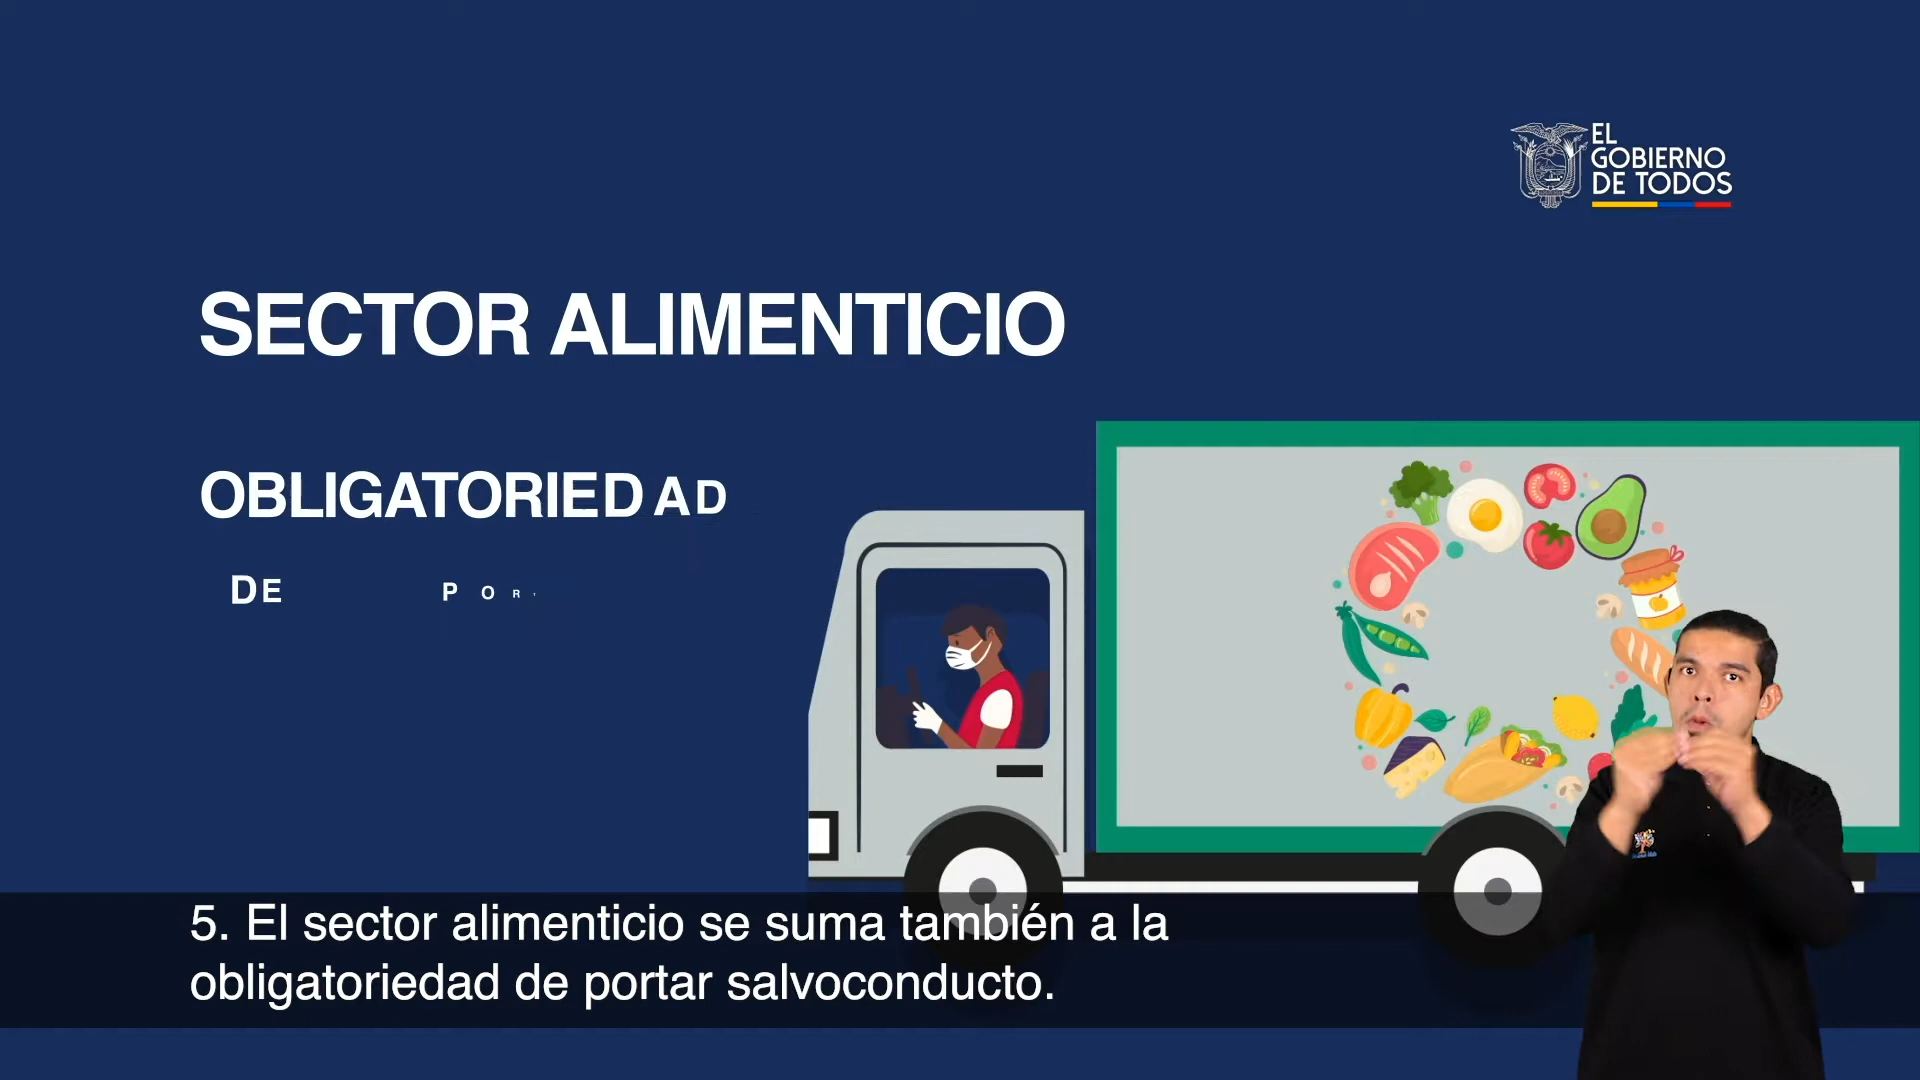 EL
GOBIERNO
DE TODOS
SECTOR ALIMENTICIO
OBLIGATORIEDAD
DE POR
5. El sector alimenticio se suma también a la
obligatoriedad de portar salvoconducto.